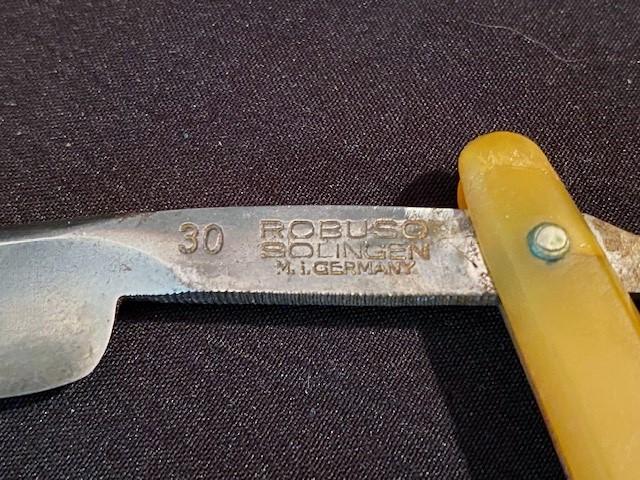 30
ROBUSO
SOLINGEN
M. i. GERMANY